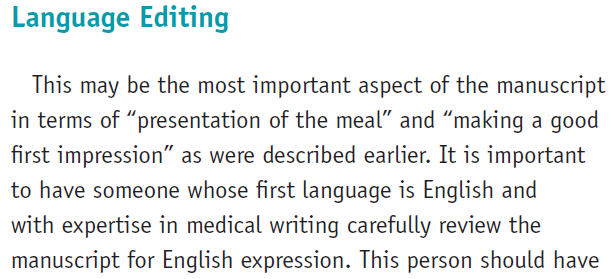 Language Editing
This may be the most important aspect of the manuscript
in terms of “presentation of the meal” and “making a good
first impression” as were described earlier. It is important
to have someone whose first language is English and
with expertise in medical writing carefully review the
manuscript for English expression. This person should have